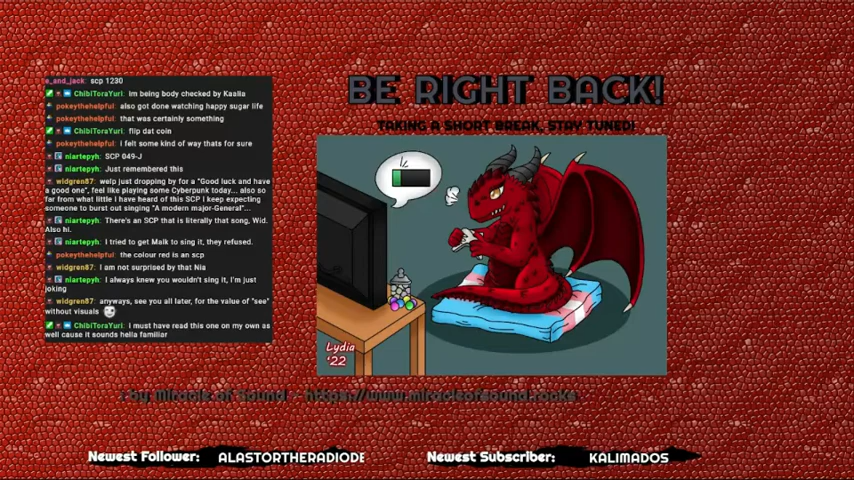 e_and_jack: scp 1230
ChibiToraYuri: im being body checked by Kaalia
pokeythehelpful: also got done watching happy sugar life
pokeythehelpful: that was certainly something
ChibiToraYuri: flip dat coin
pokeythehelpful: i felt some kind of way thats for sure
niartepyh: SCP 049-J
niartepyh: Just remembered this
widgren87: welp just dropping by for a "Good luck and have
a good one", feel like playing some Cyberpunk today... also so
far from what little I have heard of this SCP I keep expecting
someone to burst out singing "A modern major-General"...
niartepyh: There's an SCP that is literally that song, Wid.
Also hi.
niartepyh: I tried to get Malk to sing it, they refused.
pokeythehelpful: the colour red is an scp
widgren87: I am not surprised by that Nia
niartepyh: I always knew you wouldn't sing it, I'm just
joking
widgren87: anyways, see you all later, for the value of "see"
without visuals
ChibiToraYuri: i must have read this one on my own as
well cause it sounds hella familiar
BE RIGHT BACK!
TAKING A SHORT BREAK, STAY TUNED!
Lydia
'22
: by Miracle of Sound - https://www.miracleofsound.rocks
Newest Follower: ALASTORTHERADIODE
Newest Subscriber: KALIMADOS